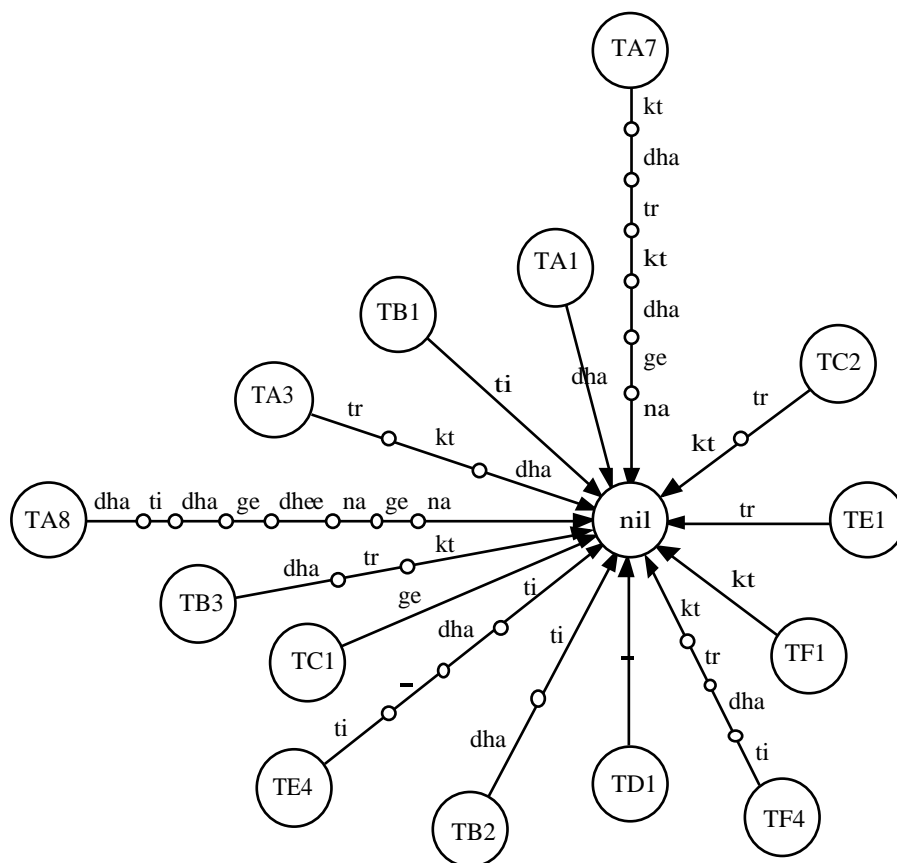 TA7
kt
dha
tr
kt
dha
ge
na
TA1
dha
TB1
ti
TC2
tr
kt
TA3
tr
kt
dha
TA8
dha ti dha ge dhee na ge na
nil
tr
TE1
TB3
dha
tr
kt
TC1
ge
kt
TF1
TE4
ti
-
dha
ti
TB2
dha
ti
TD1
-
kt
tr
dha
ti
TF4